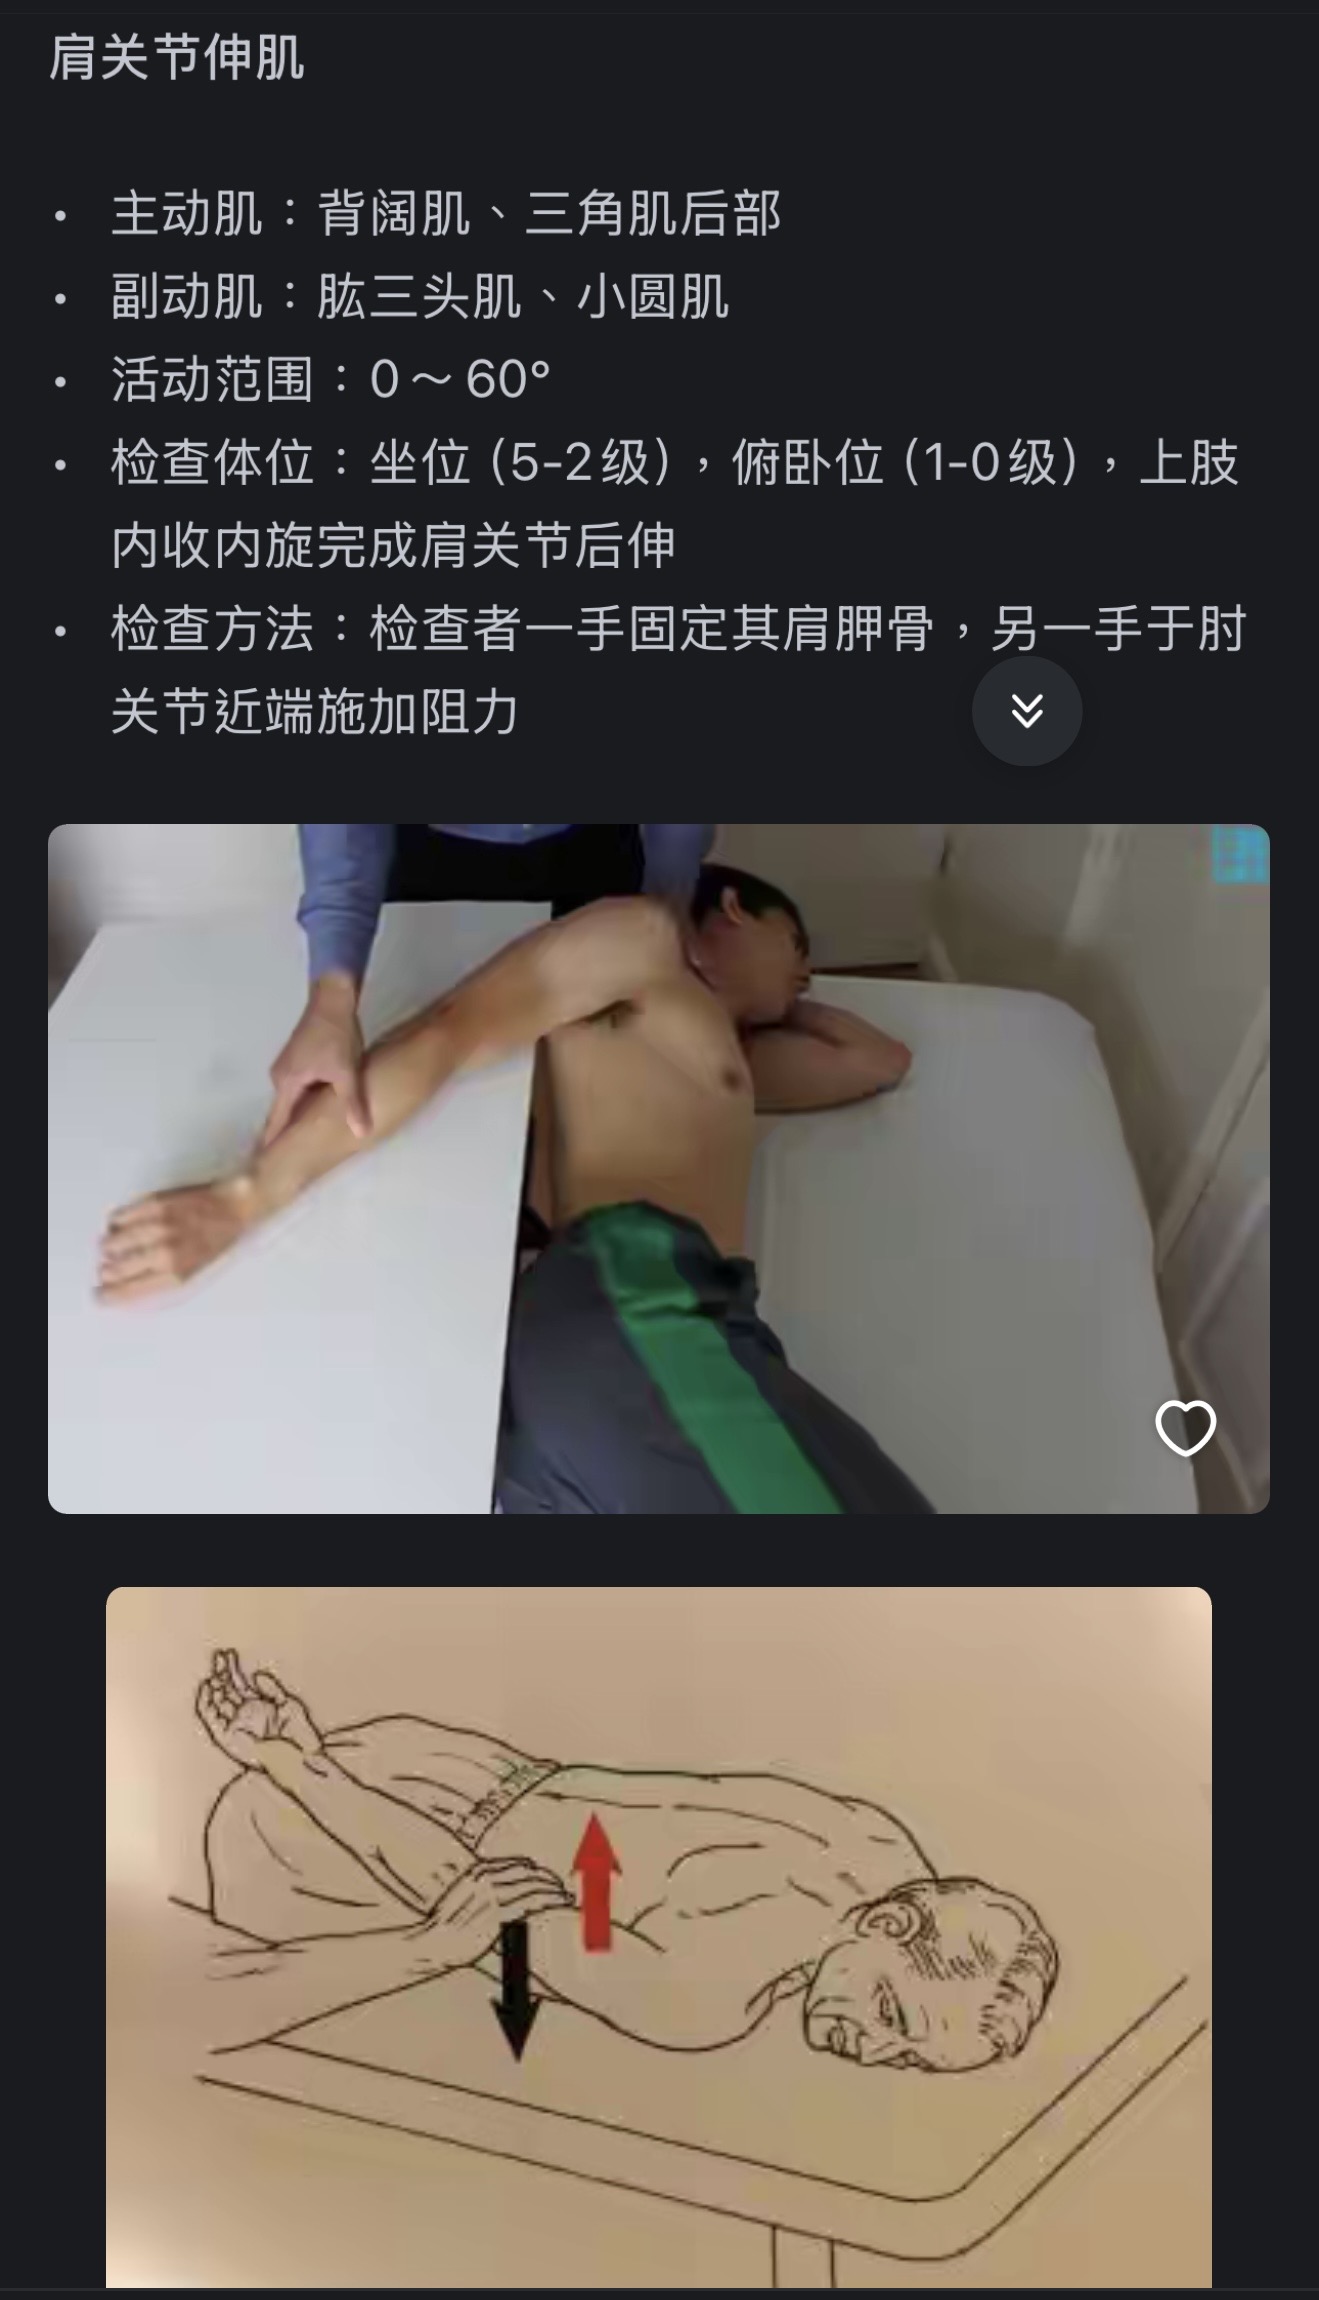 肩关节伸肌
• 主动肌：背阔肌、三角肌后部
• 副动肌：肱三头肌、小圆肌
• 活动范围：0～60°
• 检查体位：坐位（5-2级），俯卧位（1-0级），上肢
内收内旋完成肩关节后伸
• 检查方法：检查者一手固定其肩胛骨，另一手于肘
关节近端施加阻力